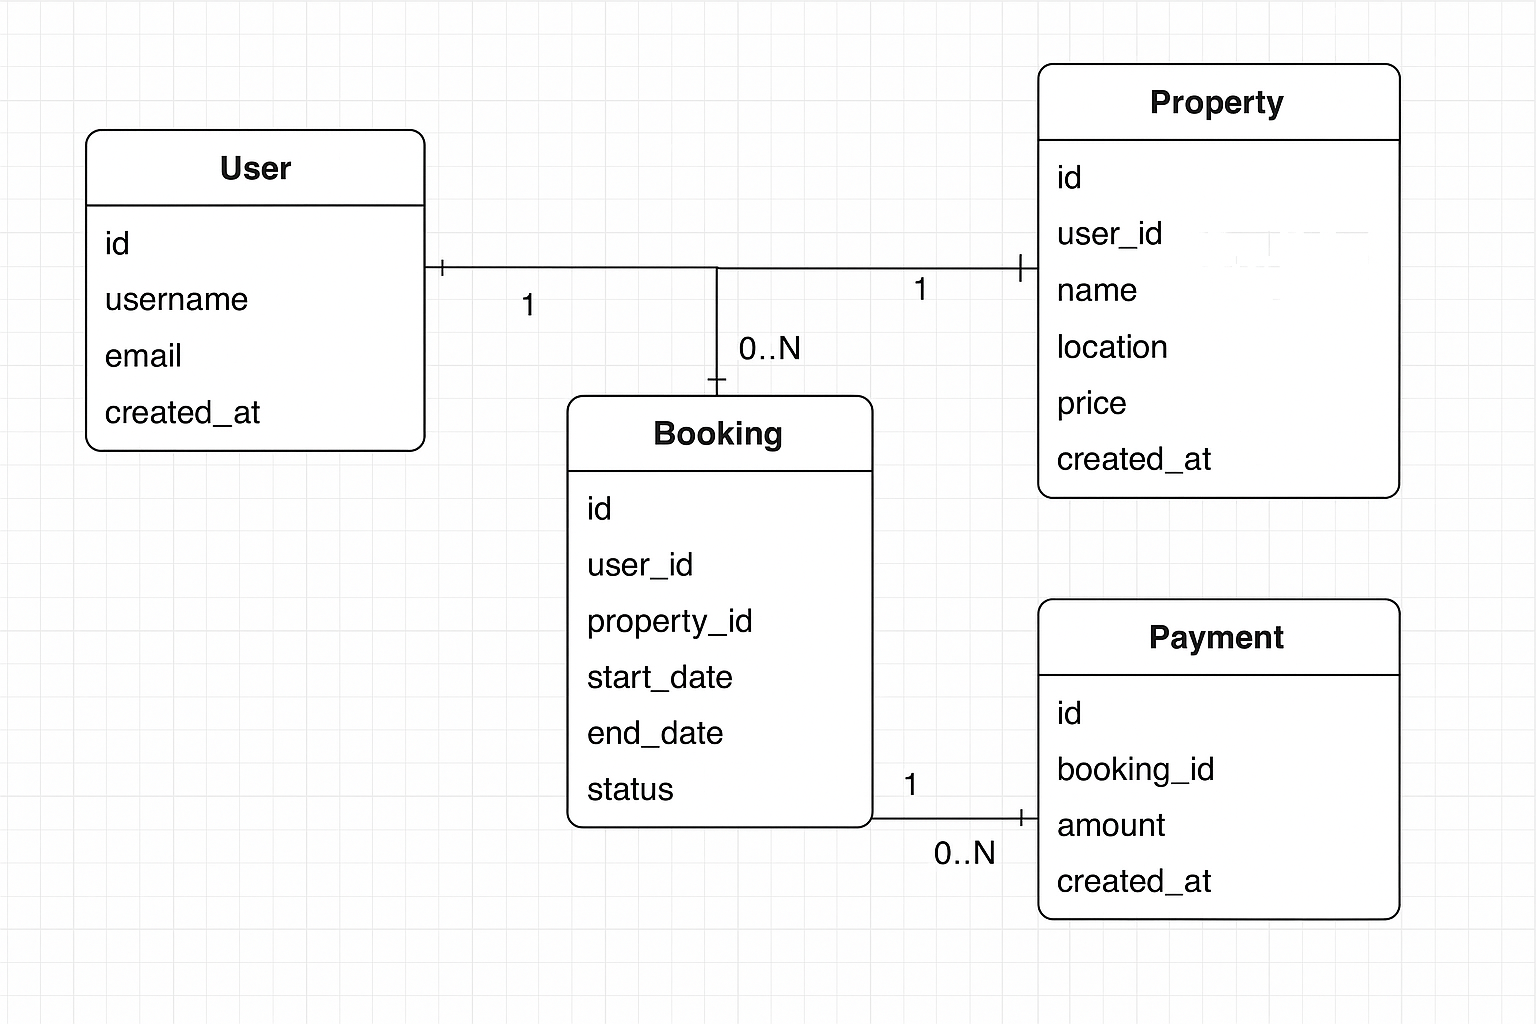 User
id
username
email
created_at
1
1
0..N
Property
id
user_id
name
location
price
created_at
Booking
id
user_id
property_id
start_date
end_date
status
1
0..N
Payment
id
booking_id
amount
created_at